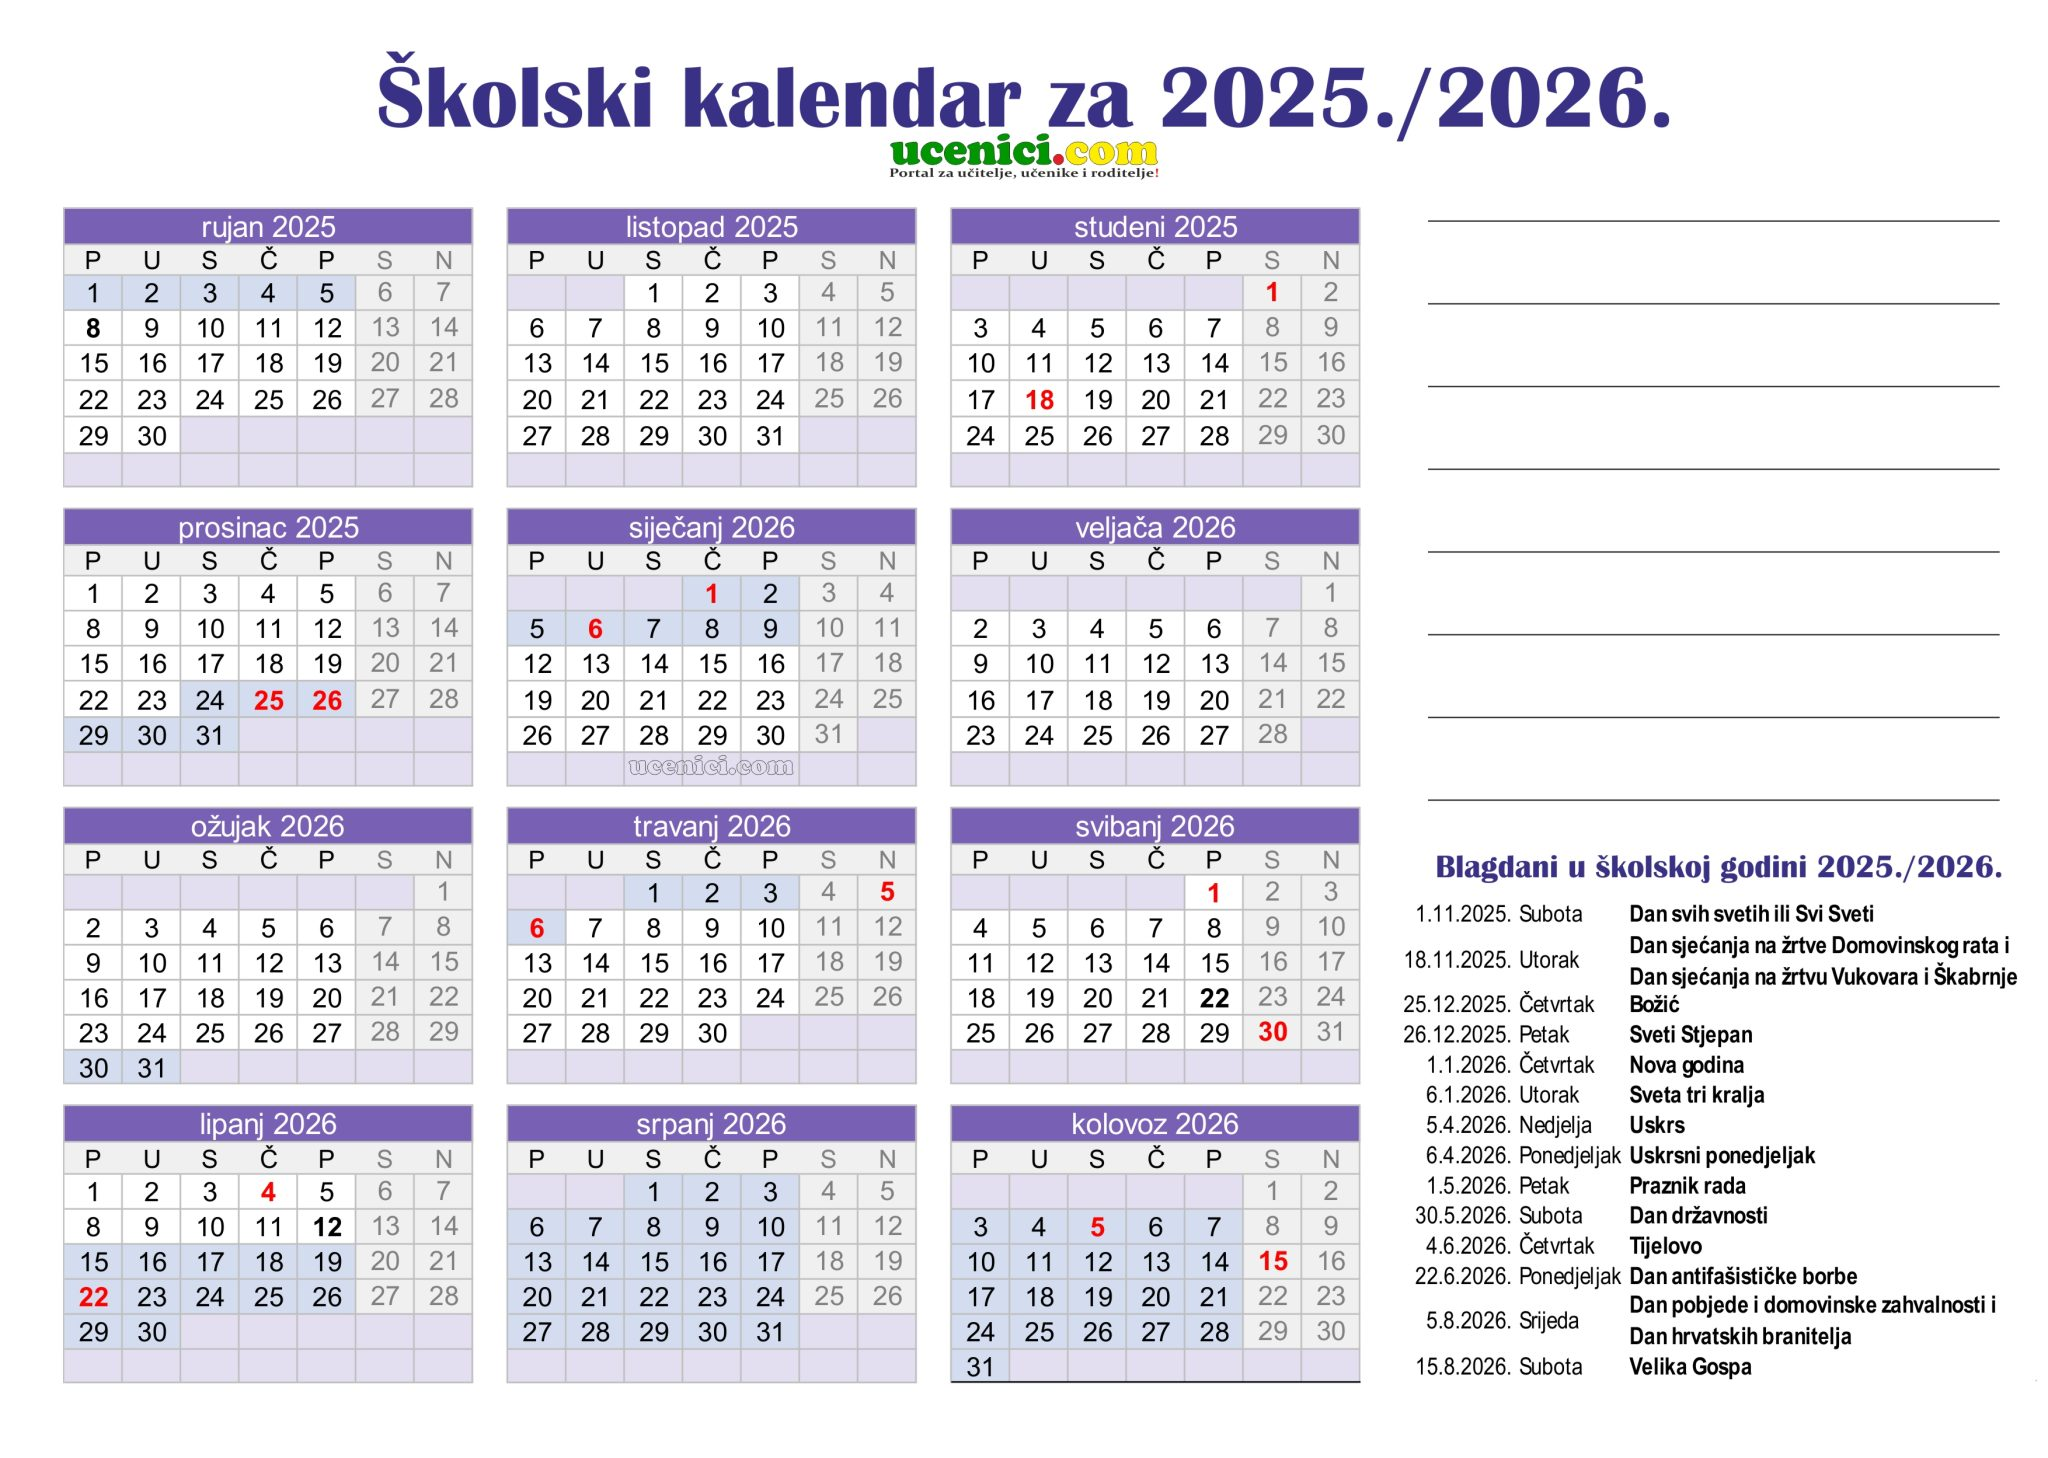 Školski kalendar za 2025./2026.
ucenici.com
Portal za učitelje, učenike i roditelje!
rujan 2025
P U S Č P S N
1 2 3 4 5 6 7
8 9 10 11 12 13 14
15 16 17 18 19 20 21
22 23 24 25 26 27 28
29 30
listopad 2025
P U S Č P S N
1 2 3 4 5
6 7 8 9 10 11 12
13 14 15 16 17 18 19
20 21 22 23 24 25 26
27 28 29 30 31
studeni 2025
P U S Č P S N
1 2
3 4 5 6 7 8 9
10 11 12 13 14 15 16
17 18 19 20 21 22 23
24 25 26 27 28 29 30
prosinac 2025
P U S Č P S N
1 2 3 4 5 6 7
8 9 10 11 12 13 14
15 16 17 18 19 20 21
22 23 24 25 26 27 28
29 30 31
siječanj 2026
P U S Č P S N
1 2 3 4
5 6 7 8 9 10 11
12 13 14 15 16 17 18
19 20 21 22 23 24 25
26 27 28 29 30 31
ucenici.com
veljača 2026
P U S Č P S N
1
2 3 4 5 6 7 8
9 10 11 12 13 14 15
16 17 18 19 20 21 22
23 24 25 26 27 28
ožujak 2026
P U S Č P S N
1
2 3 4 5 6 7 8
9 10 11 12 13 14 15
16 17 18 19 20 21 22
23 24 25 26 27 28 29
30 31
travanj 2026
P U S Č P S N
1 2 3 4 5
6 7 8 9 10 11 12
13 14 15 16 17 18 19
20 21 22 23 24 25 26
27 28 29 30
svibanj 2026
P U S Č P S N
1 2 3
4 5 6 7 8 9 10
11 12 13 14 15 16 17
18 19 20 21 22 23 24
25 26 27 28 29 30 31
lipanj 2026
P U S Č P S N
1 2 3 4 5 6 7
8 9 10 11 12 13 14
15 16 17 18 19 20 21
22 23 24 25 26 27 28
29 30
srpanj 2026
P U S Č P S N
1 2 3 4 5
6 7 8 9 10 11 12
13 14 15 16 17 18 19
20 21 22 23 24 25 26
27 28 29 30 31
kolovoz 2026
P U S Č P S N
1 2
3 4 5 6 7 8 9
10 11 12 13 14 15 16
17 18 19 20 21 22 23
24 25 26 27 28 29 30
31
Blagdani u školskoj godini 2025./2026.
1.11.2025. Subota Dan svih svetih ili Svi Sveti
18.11.2025. Utorak Dan sjećanja na žrtve Domovinskog rata i
Dan sjećanja na žrtvu Vukovara i Škabrnje
25.12.2025. Četvrtak Božić
26.12.2025. Petak Sveti Stjepan
1.1.2026. Četvrtak Nova godina
6.1.2026. Utorak Sveta tri kralja
5.4.2026. Nedjelja Uskrs
6.4.2026. Ponedjeljak Uskrsni ponedjeljak
1.5.2026. Petak Praznik rada
30.5.2026. Subota Dan državnosti
4.6.2026. Četvrtak Tijelovo
22.6.2026. Ponedjeljak Dan antifašističke borbe
5.8.2026. Srijeda Dan pobjede i domovinske zahvalnosti i
Dan hrvatskih branitelja
15.8.2026. Subota Velika Gospa